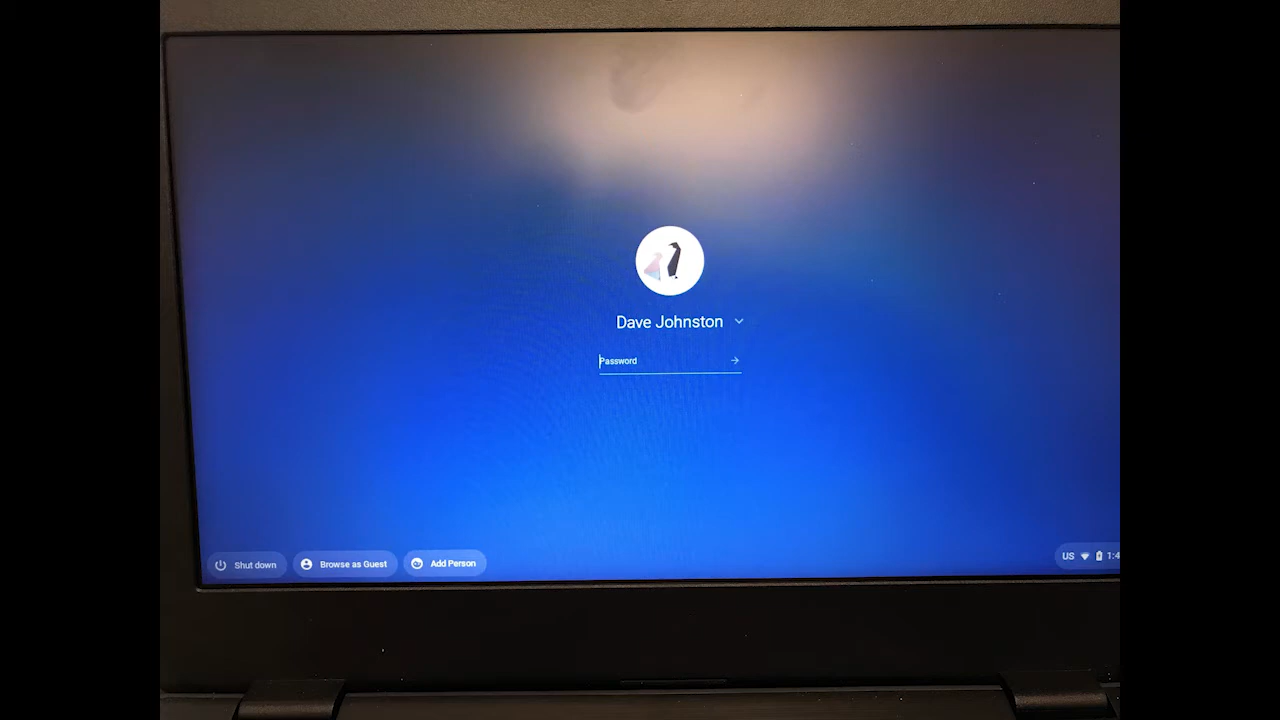 Dave Johnston
Password
Shut down
Browse as Guest
Add Person
US